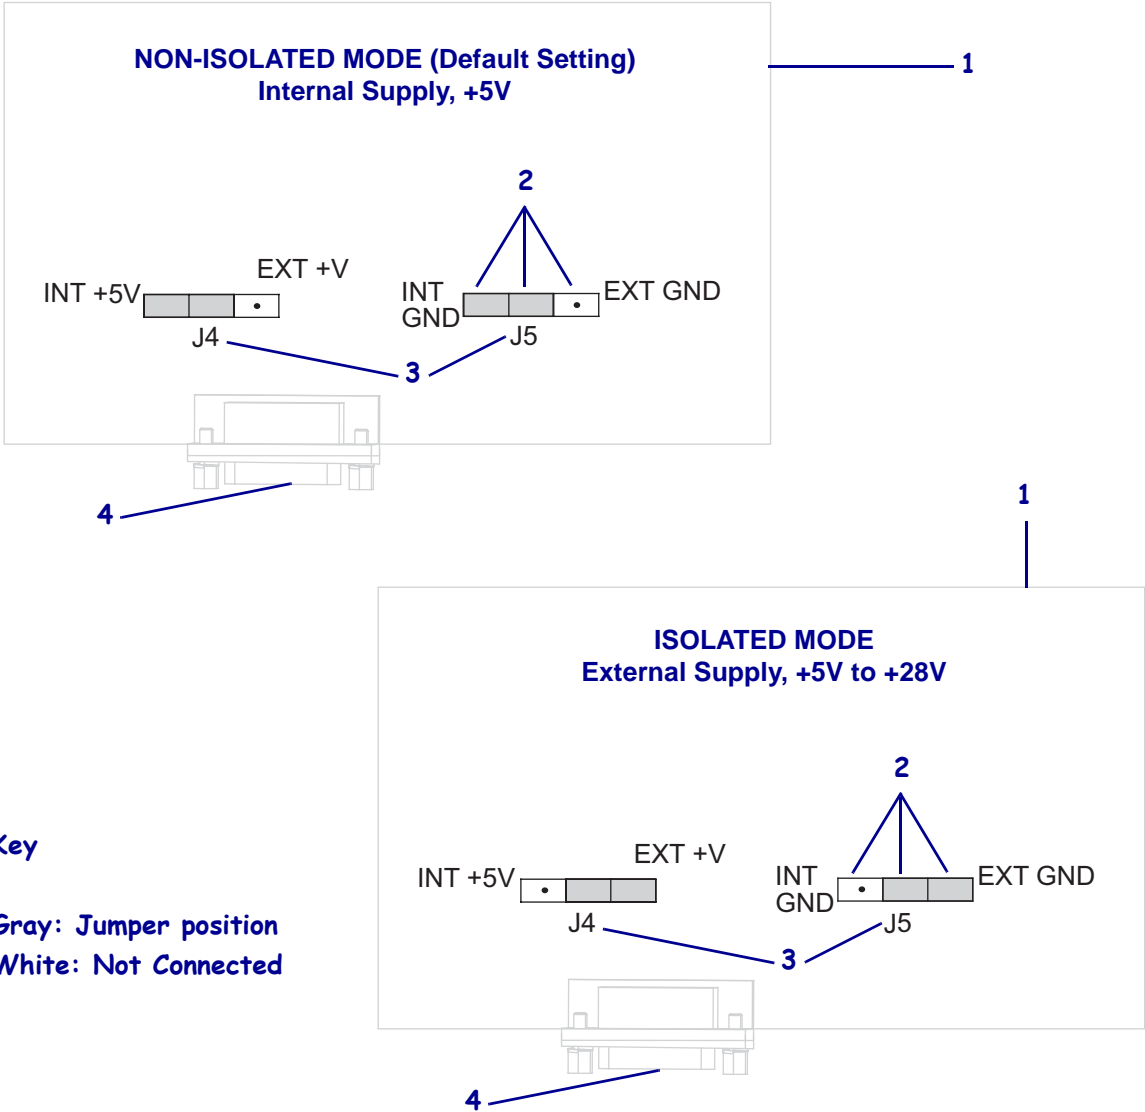 NON-ISOLATED MODE (Default Setting)
Internal Supply, +5V
1
2
INT +5V
EXT +V
INT
GND
EXT GND
J4
J5
3
4
1
ISOLATED MODE
External Supply, +5V to +28V
2
INT +5V
EXT +V
INT
GND
EXT GND
J4
J5
3
4
Key
Gray: Jumper position
White: Not Connected